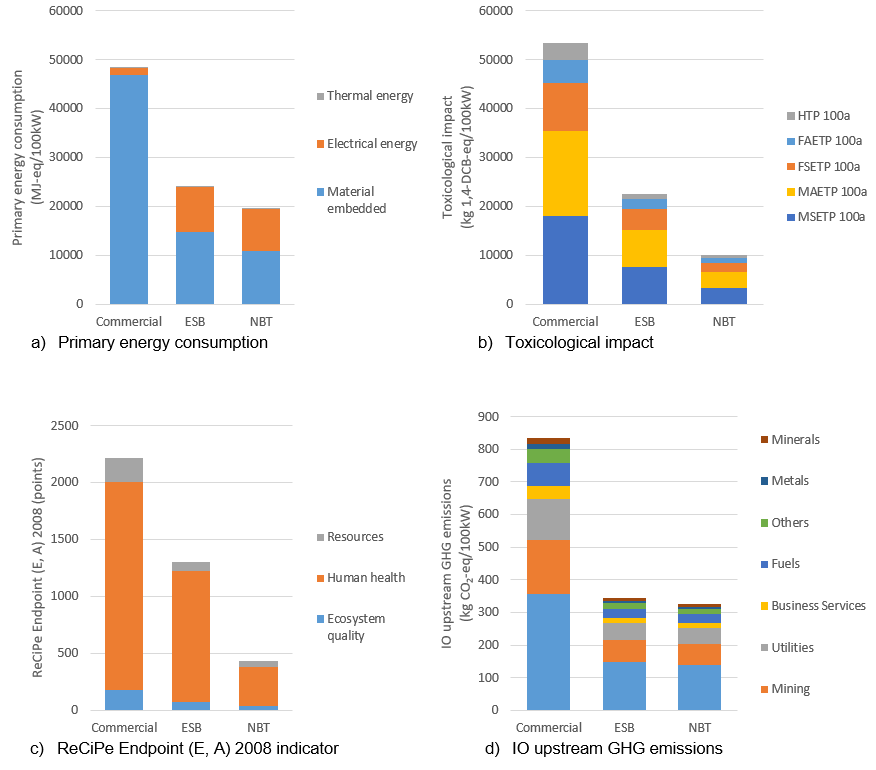 60000
50000
40000
30000
20000
10000
0
Primary energy consumption
(MJ-eq/100kW)
Commercial
ESB
NBT
Thermal energy
Electrical energy
Material
embedded
a) Primary energy consumption
60000
50000
40000
30000
20000
10000
0
Toxicological impact
(kg 1,4-DCB-eq/100kW)
Commercial
ESB
NBT
HTP 100a
FAETP 100a
FSETP 100a
MAETP 100a
MSETP 100a
b) Toxicological impact
2500
2000
1500
1000
500
0
ReCiPe Endpoint (E, A) 2008 (points)
Commercial
ESB
NBT
Resources
Human health
Ecosystem
quality
c) ReCiPe Endpoint (E, A) 2008 indicator
900
800
700
600
500
400
300
200
100
0
IO upstream GHG emissions
(kg CO₂-eq/100kW)
Commercial
ESB
NBT
Minerals
Metals
Others
Fuels
Business Services
Utilities
Mining
d) IO upstream GHG emissions